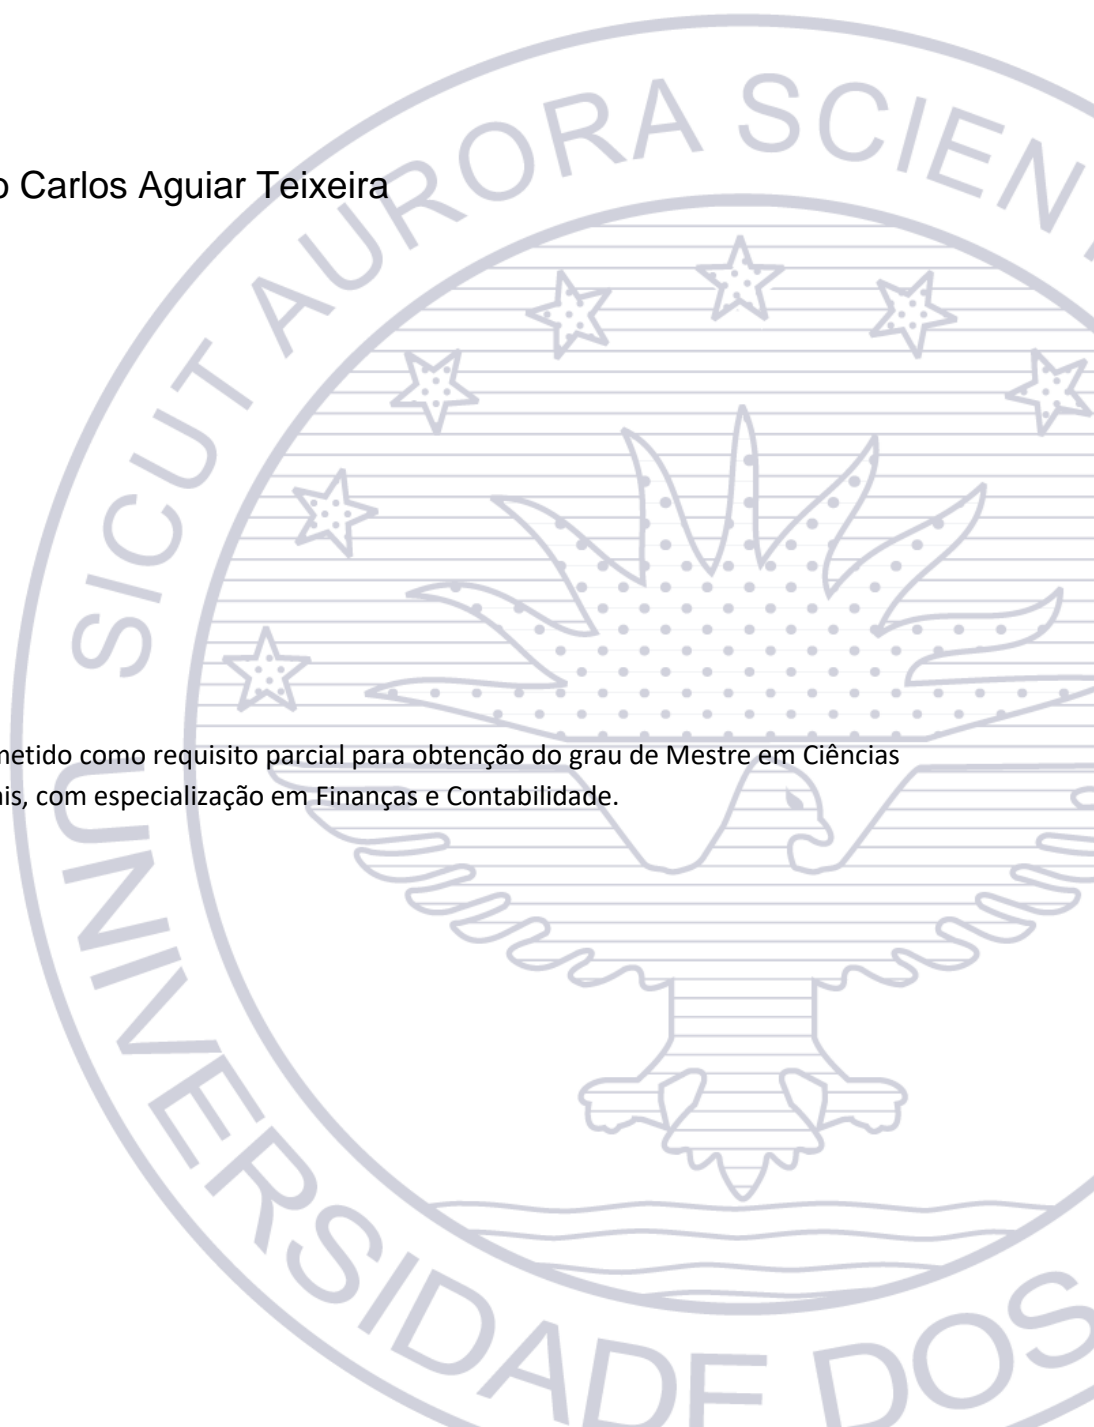 o Carlos Aguiar Teixeira
metido como requisito parcial para obtenção do grau de Mestre em Ciências
ais, com especialização em Finanças e Contabilidade.
SICUT AURORA SCIEN
UNIVERSIDADE DOS